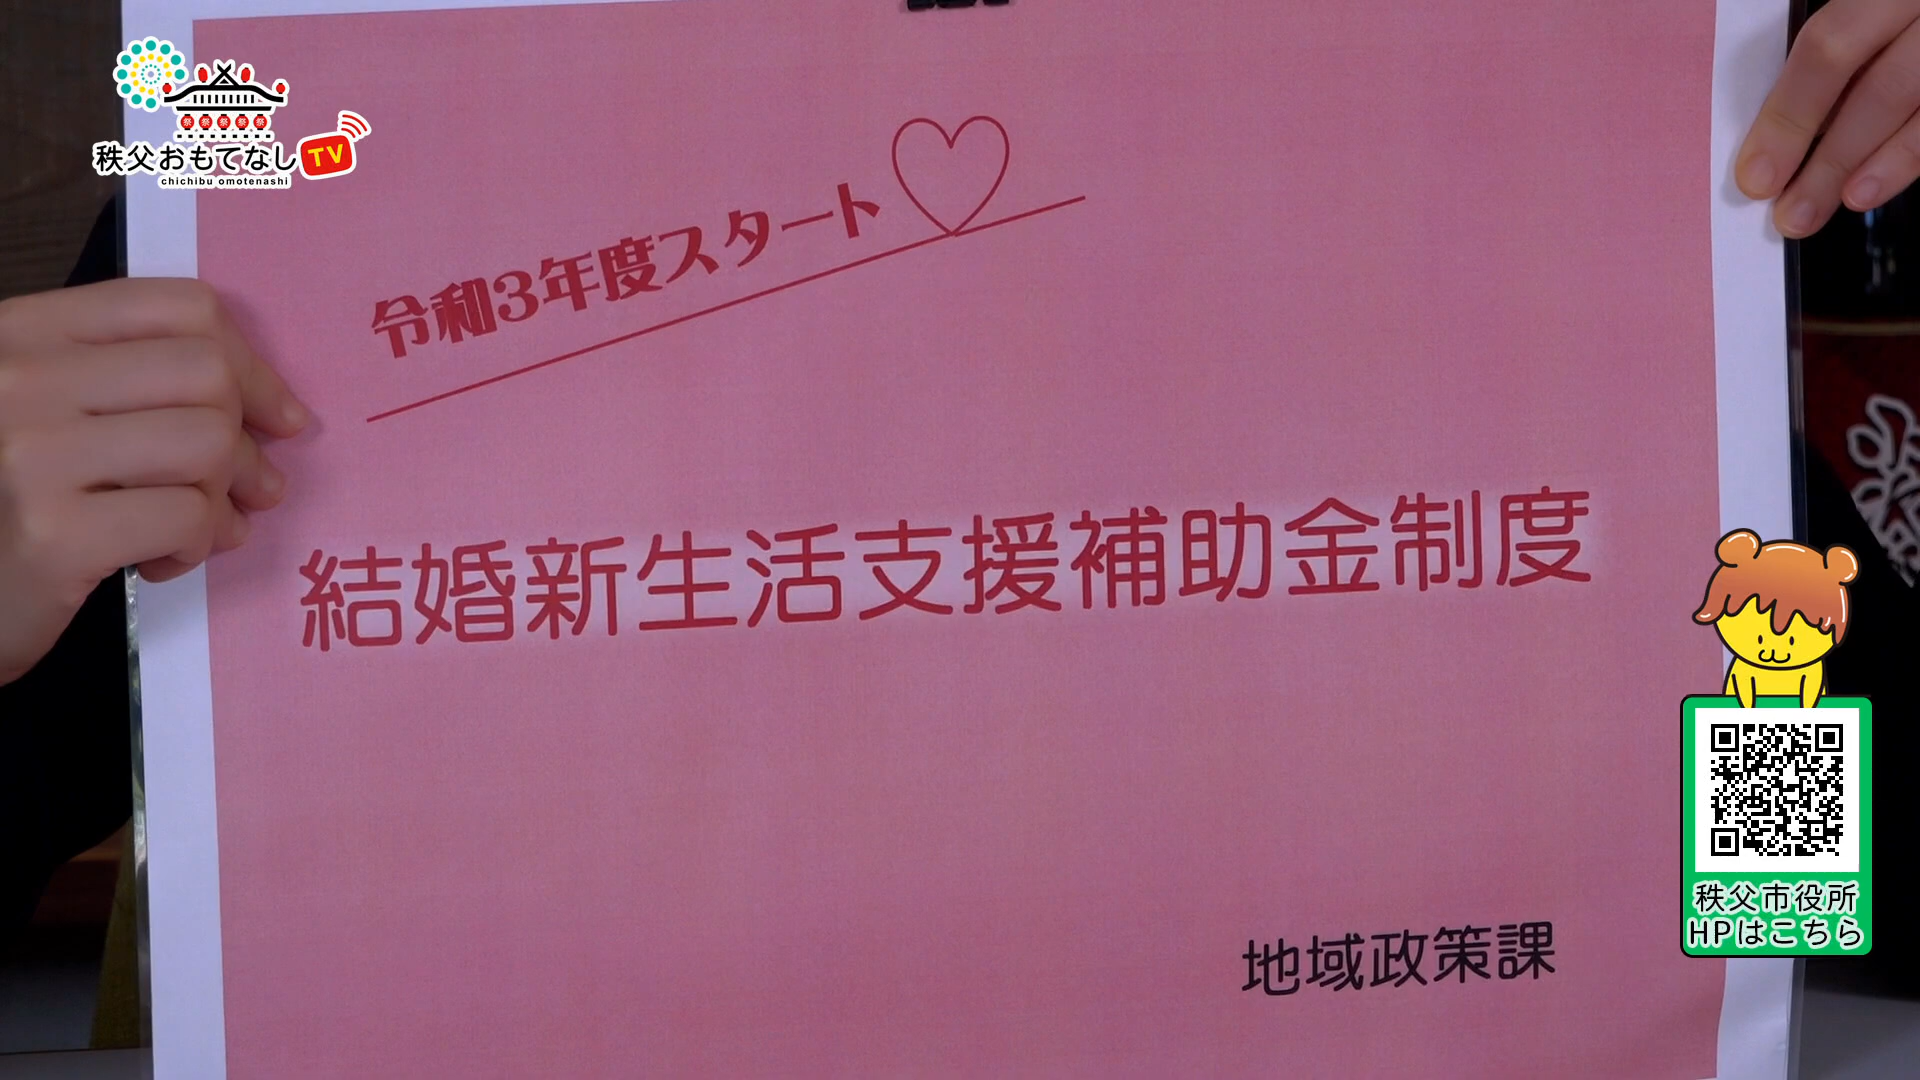 秩父おもてなしTV
chichibu omotenashi
令和3年度スタート
結婚新生活支援補助金制度
地域政策課
秩父市役所
HPはこちら